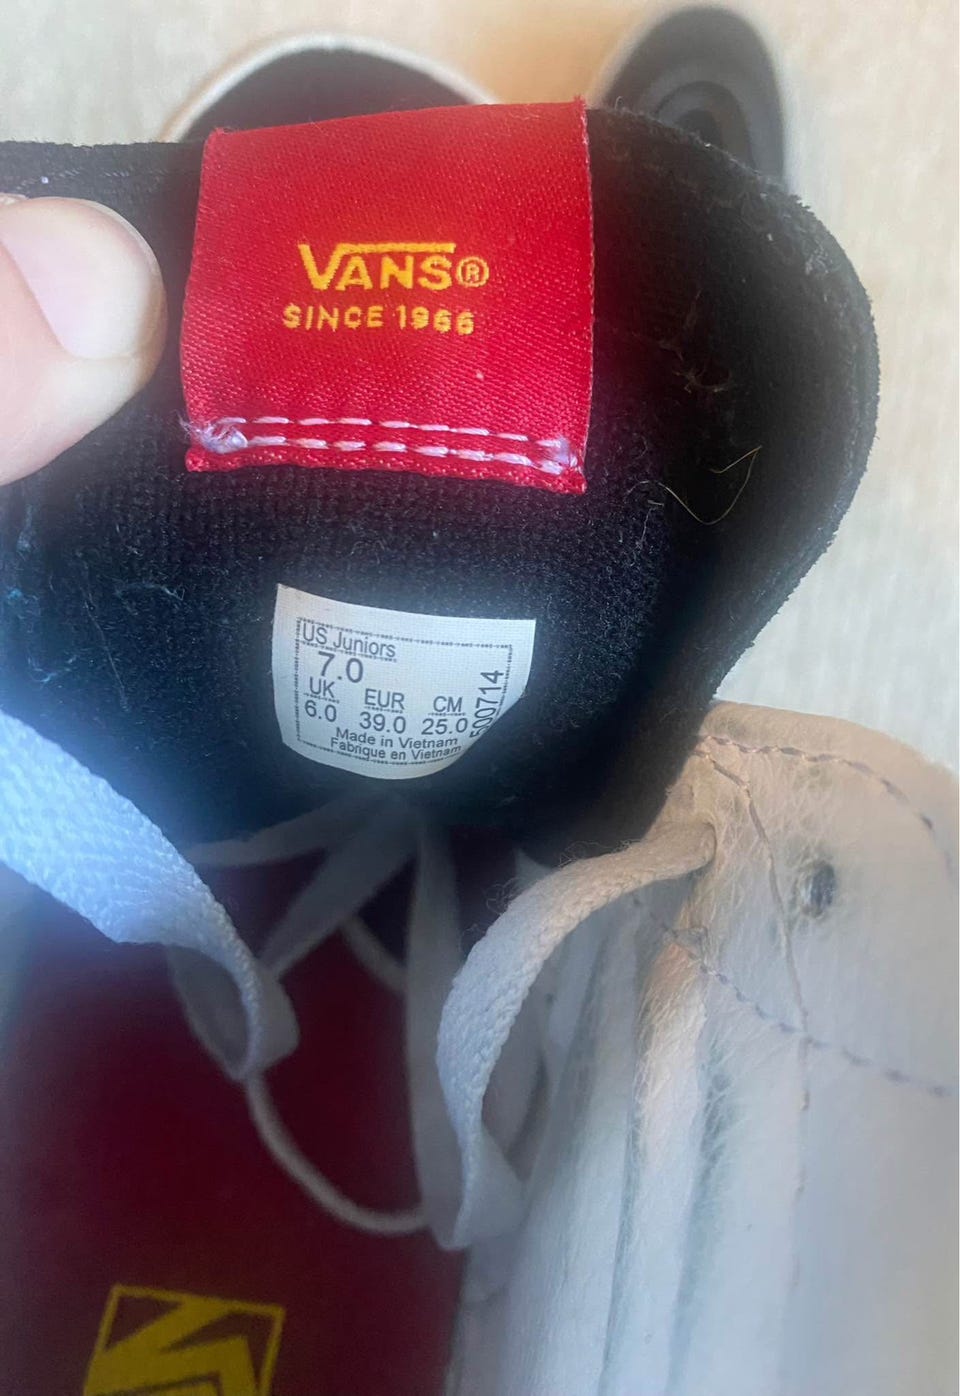 VANS®
SINCE 1966
US Juniors
7.0
UK EUR CM
6.0 39.0 25.0
Made in Vietnam
Fabrique en Vietnam
500714